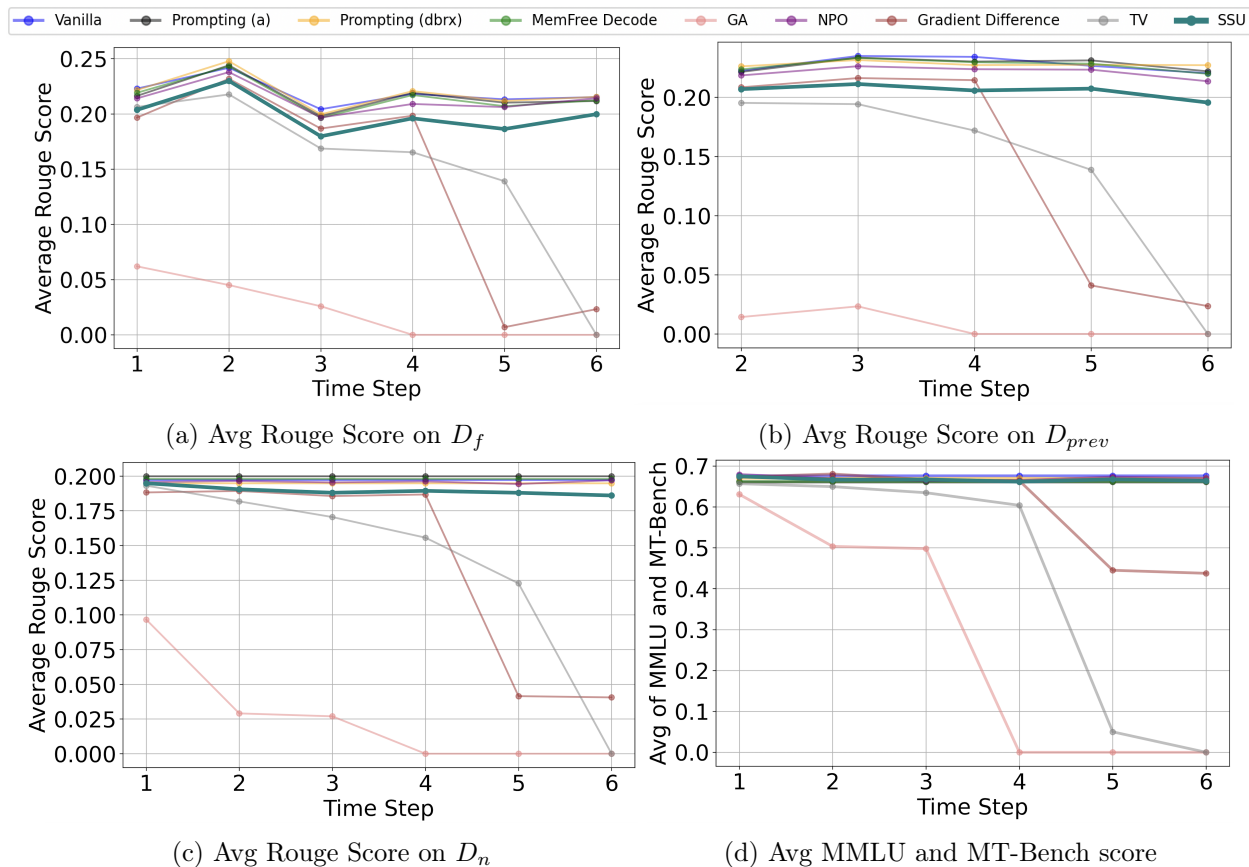 Vanilla Prompting (a) Prompting (dbrx) MemFree Decode GA NPO Gradient Difference TV SSU
Average Rouge Score
0.25
0.20
0.15
0.10
0.05
0.00
1 2 3 4 5 6
Time Step
(a) Avg Rouge Score on D_f
Average Rouge Score
0.20
0.15
0.10
0.05
0.00
2 3 4 5 6
Time Step
(b) Avg Rouge Score on D_prev
Average Rouge Score
0.200
0.175
0.150
0.125
0.100
0.075
0.050
0.025
0.000
1 2 3 4 5 6
Time Step
(c) Avg Rouge Score on D_n
Avg of MMLU and MT-Bench
0.7
0.6
0.5
0.4
0.3
0.2
0.1
0.0
1 2 3 4 5 6
Time Step
(d) Avg MMLU and MT-Bench score